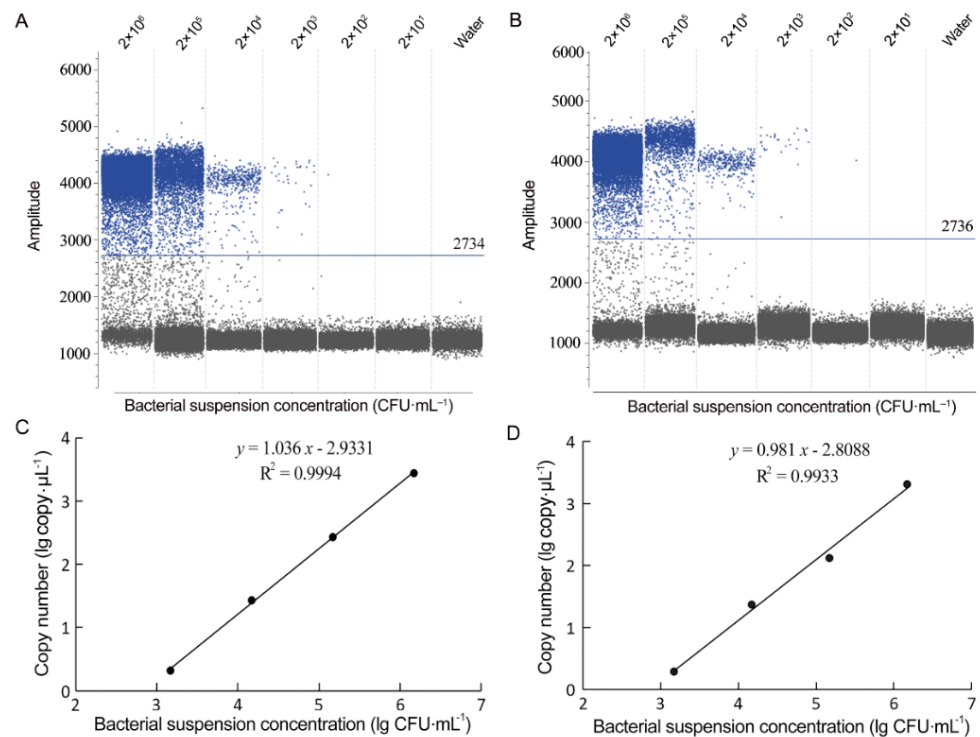 A
2×10⁶ 2×10⁵ 2×10⁴ 2×10³ 2×10² 2×10¹ Water
6000
5000
4000
3000
2000
1000
Amplitude
2734
Bacterial suspension concentration (CFU·mL⁻¹)
B
2×10⁶ 2×10⁵ 2×10⁴ 2×10³ 2×10² 2×10¹ Water
6000
5000
4000
3000
2000
1000
Amplitude
2736
Bacterial suspension concentration (CFU·mL⁻¹)
C
y = 1.036 x - 2.9331
R² = 0.9994
4
3
2
1
0
Copy number (lg copy·µL⁻¹)
2 3 4 5 6 7
Bacterial suspension concentration (lg CFU·mL⁻¹)
D
y = 0.981 x - 2.8088
R² = 0.9933
4
3
2
1
0
Copy number (lg copy·µL⁻¹)
2 3 4 5 6 7
Bacterial suspension concentration (lg CFU·mL⁻¹)